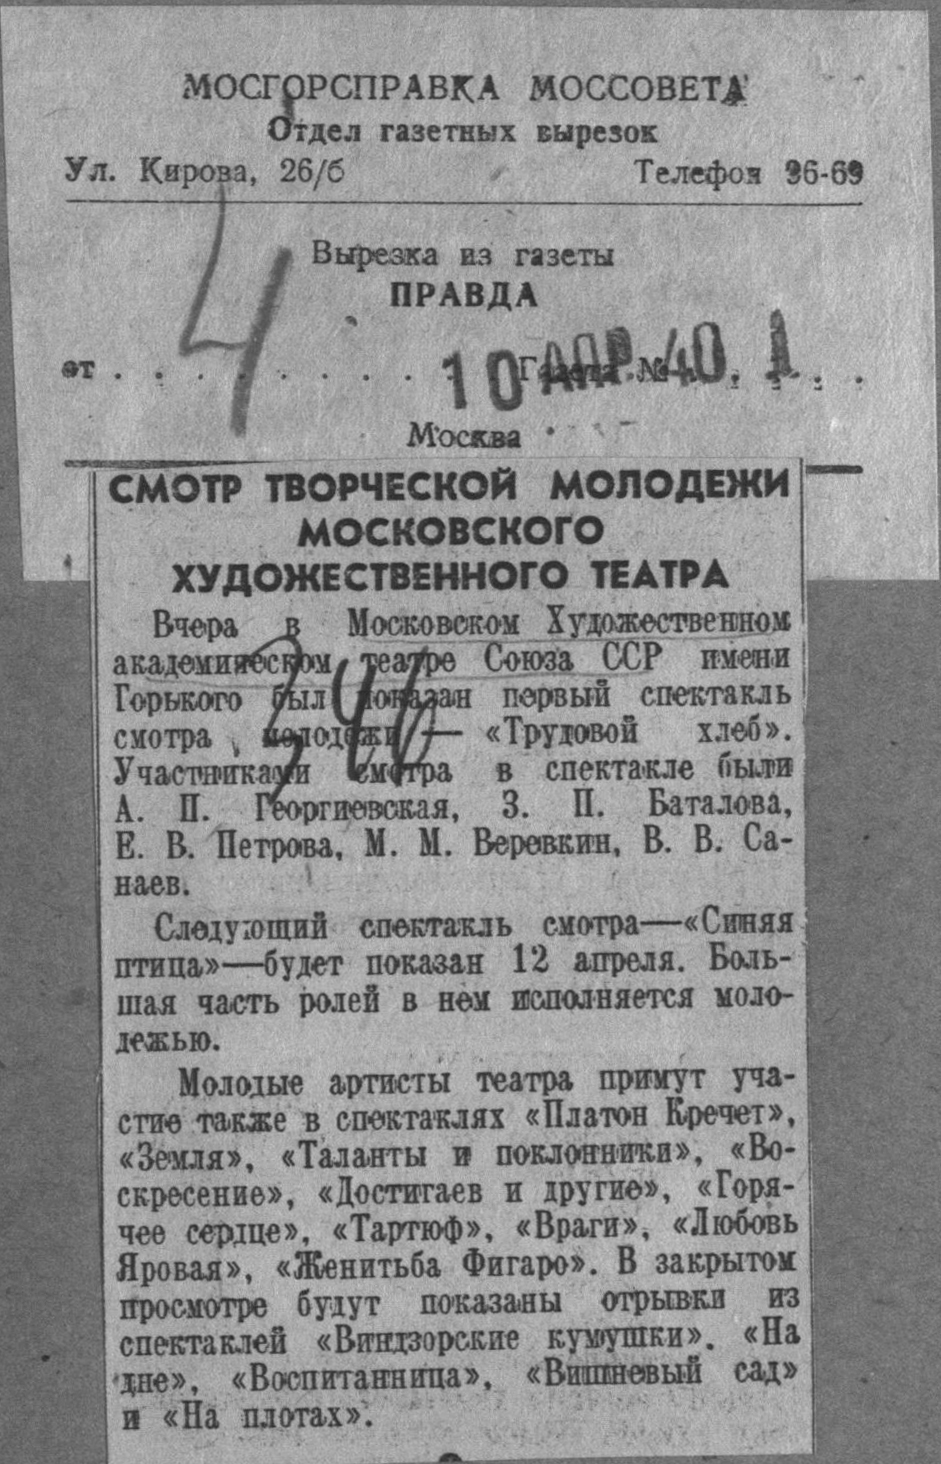 МОСГОРСПРАВКА МОССОВЕТА
Отдел газетных вырезок
Ул. Кирова, 26/б Телефон 96-69
4
Вырезка из газеты
ПРАВДА
от . . . . . . . . . 10 АПР. 40. 1 Газета № . . . .
Москва
СМОТР ТВОРЧЕСКОЙ МОЛОДЕЖИ
МОСКОВСКОГО
ХУДОЖЕСТВЕННОГО ТЕАТРА
Вчера в Московском Художественном
академическом театре Союза ССР имени
Горького был показан первый спектакль
смотра молодежи — «Трудовой хлеб».
Участниками смотра в спектакле были
А. П. Георгиевская, З. П. Баталова,
Е. В. Петрова, М. М. Веревкин, В. В. Са-
наев.
Следующий спектакль смотра—«Синяя
птица»—будет показан 12 апреля. Боль-
шая часть ролей в нем исполняется моло-
дежью.
Молодые артисты театра примут уча-
стие также в спектаклях «Платон Кречет»,
«Земля», «Таланты и поклонники», «Во-
скресение», «Достигаев и другие», «Горя-
чее сердце», «Тартюф», «Враги», «Любовь
Яровая», «Женитьба Фигаро». В закрытом
просмотре будут показаны отрывки из
спектаклей «Виндзорские кумушки». «На
дне», «Воспитанница», «Вишневый сад»
и «На плотах».